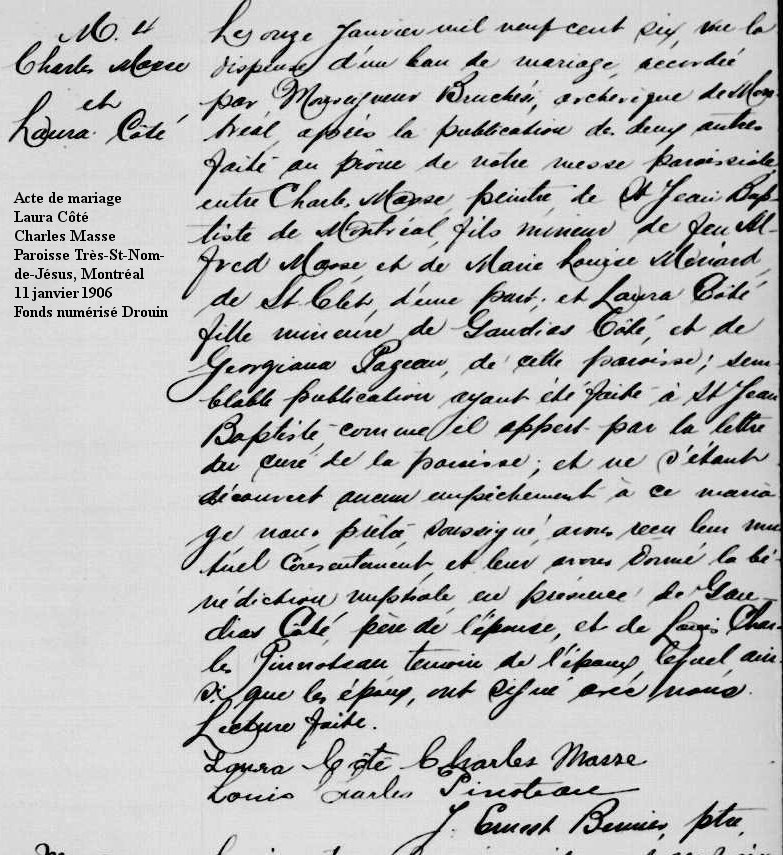 M. 4
Charles Masse
et
Laura Côté
Acte de mariage
Laura Côté
Charles Masse
Paroisse Très-St-Nom-
de-Jésus, Montréal
11 janvier 1906
Fonds numérisé Drouin
Le onze Janvier mil neuf cent six, vu la
dispense d'un ban de mariage, accordée
par Monseigneur Bruchési, archevêque de Mon-
tréal, après la publication de deux autres
faite au prône de notre messe paroissiale
entre Charles Masse peintre, de St Jean Bap-
tiste de Montréal, fils mineur de feu Al-
fred Masse et de Marie Louise Ménard,
de St Clet d'une part; et Laura Côté
fille mineure de Gaudias Côté, et de
Georgiana Pageau, de cette paroisse; sem-
blable publication ayant été faite à St Jean
Baptiste, comme il appert par la lettre
du curé de la paroisse; et ne s'étant
découvert aucun empêchement à ce maria-
ge nous, prêtre, soussigné, avons reçu leur mu-
tuel consentement et leur avons donné la bé-
nédiction nuptiale en présence de Gau-
dias Côté père de l'épouse, et de Louis Char-
les Pinnoteau temoin de l'époux lequel ain-
si que les époux, ont signé avec nous.
Lecture faite.
Laura Côté Charles Masse
Louis Charles Pinoteau
J. Ernest Bernier, ptre